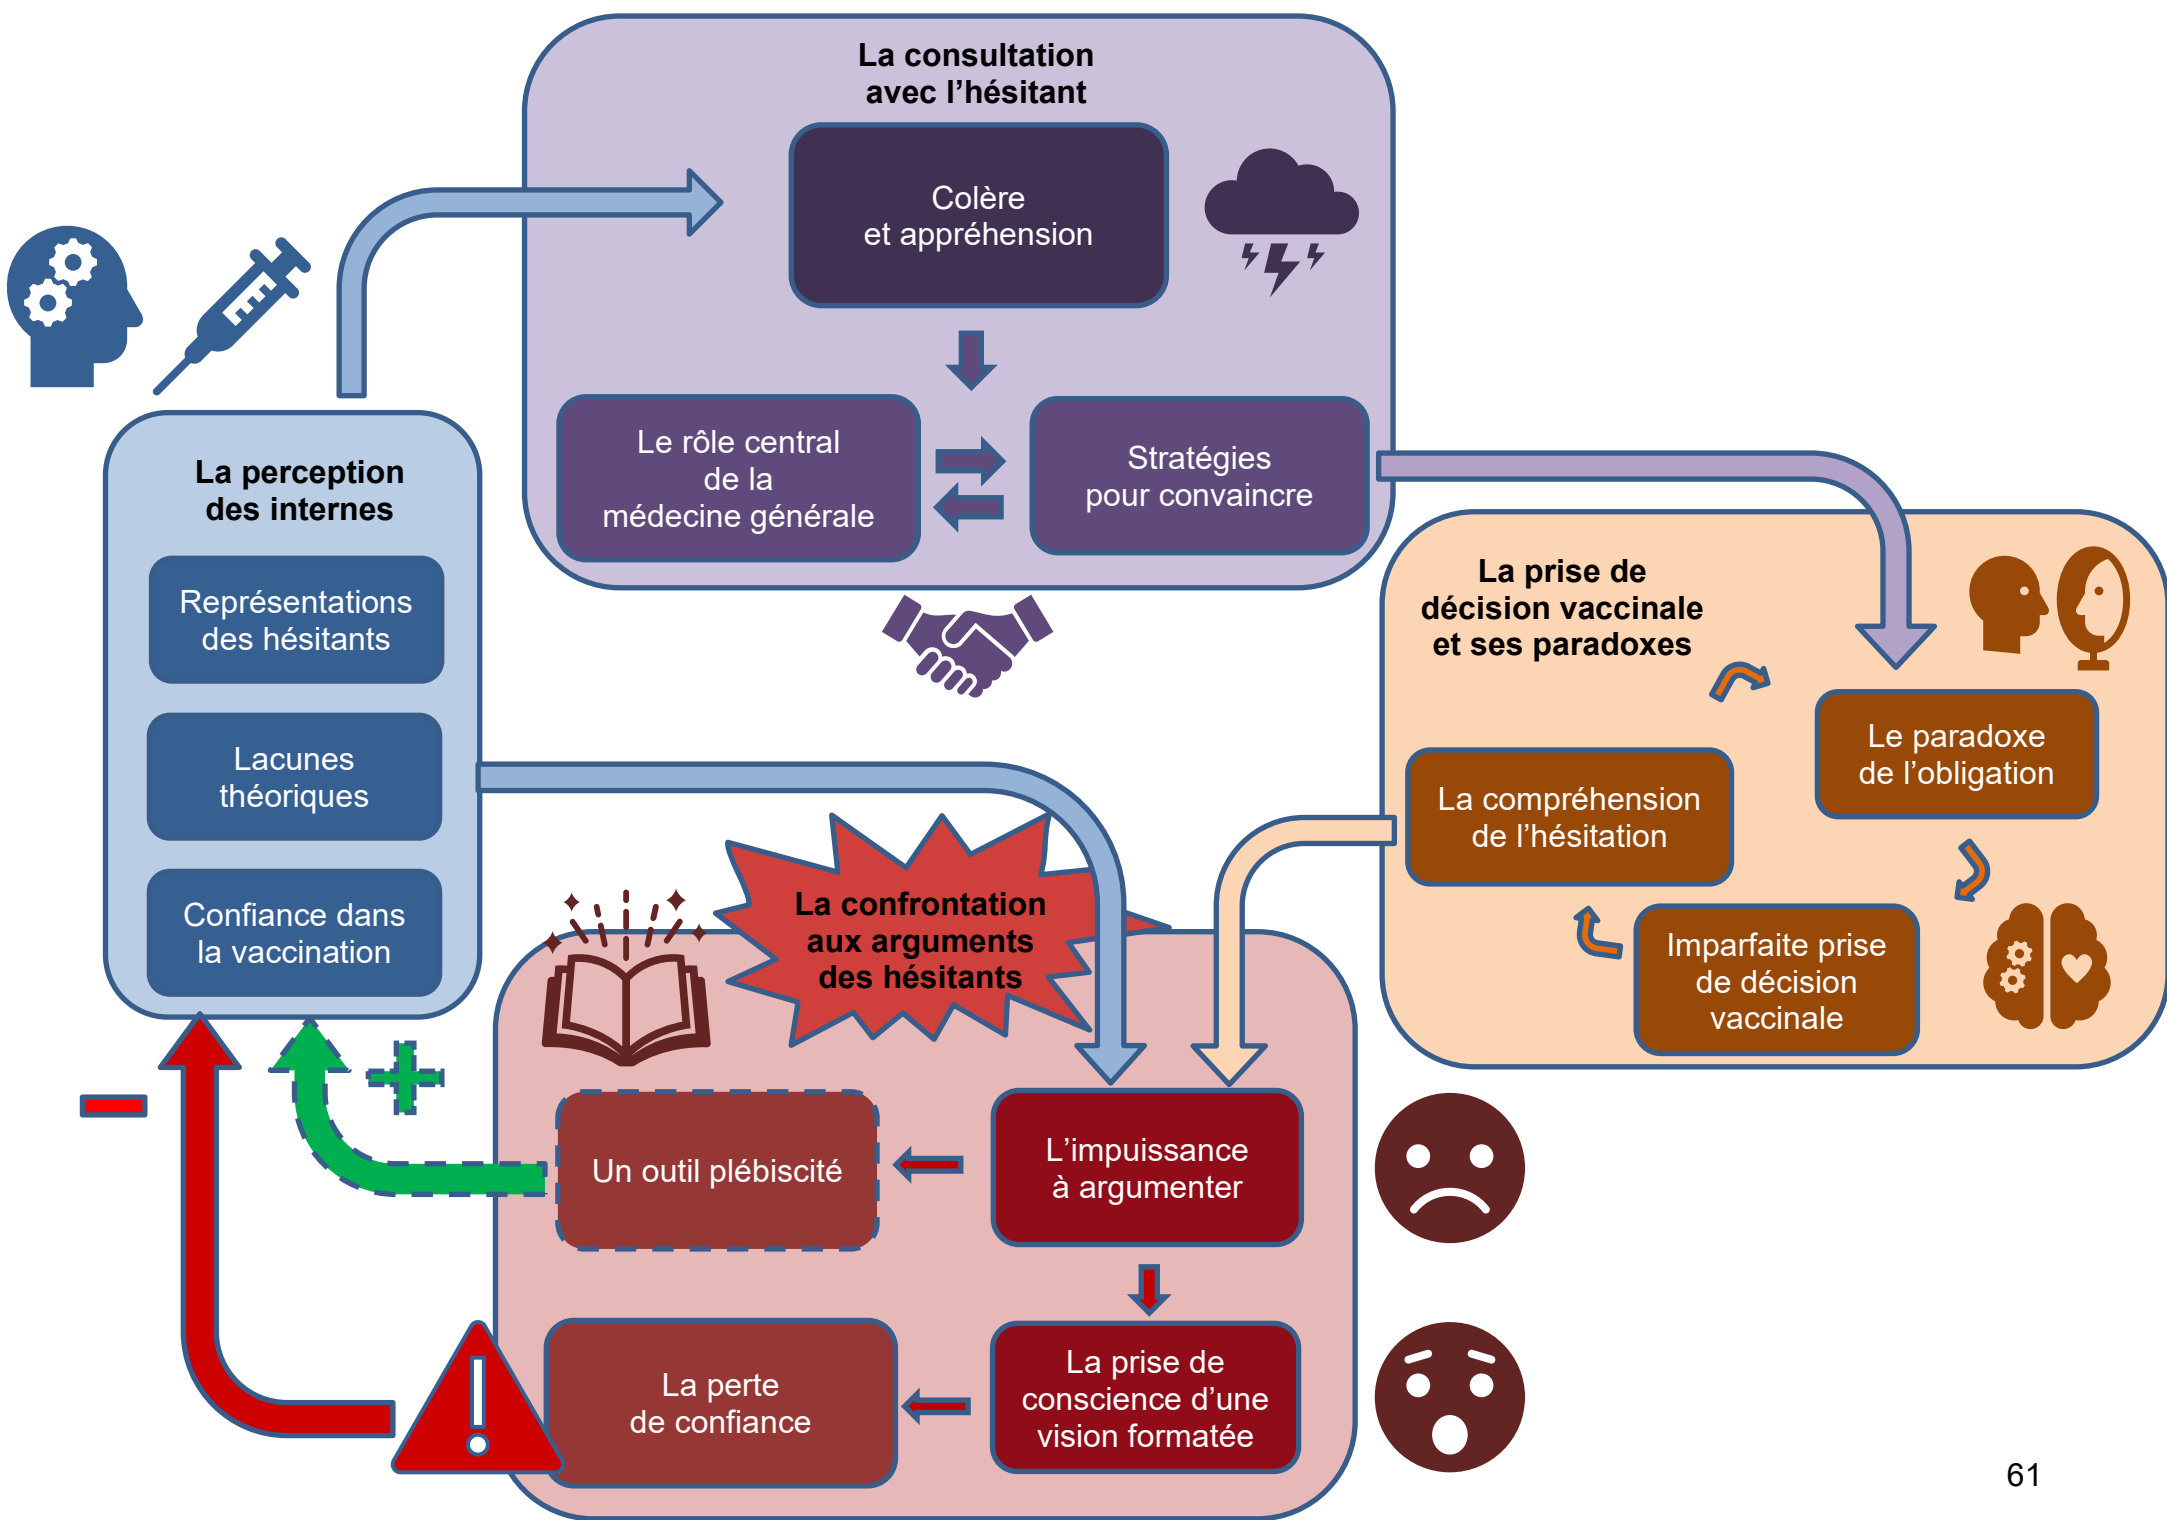 La consultation
avec l’hésitant
Colère
et appréhension
Le rôle central
de la
médecine générale
Stratégies
pour convaincre
La perception
des internes
Représentations
des hésitants
Lacunes
théoriques
Confiance dans
la vaccination
La prise de
décision vaccinale
et ses paradoxes
Le paradoxe
de l’obligation
La compréhension
de l’hésitation
Imparfaite prise
de décision
vaccinale
La confrontation
aux arguments
des hésitants
Un outil plébiscité
L’impuissance
à argumenter
La perte
de confiance
La prise de
conscience d’une
vision formatée
61